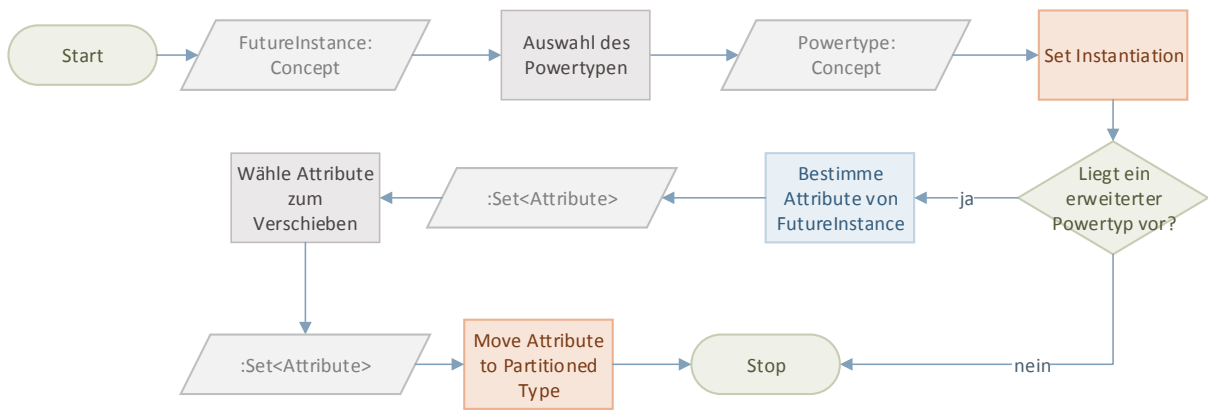 Start
FutureInstance:
Concept
Auswahl des
Powertypen
Powertype:
Concept
Set Instantiation
Liegt ein
erweiterter
Powertyp vor?
ja
Bestimme
Attribute von
FutureInstance
:Set<Attribute>
Wähle Attribute
zum
Verschieben
:Set<Attribute>
Move Attribute
to Partitioned
Type
Stop
nein